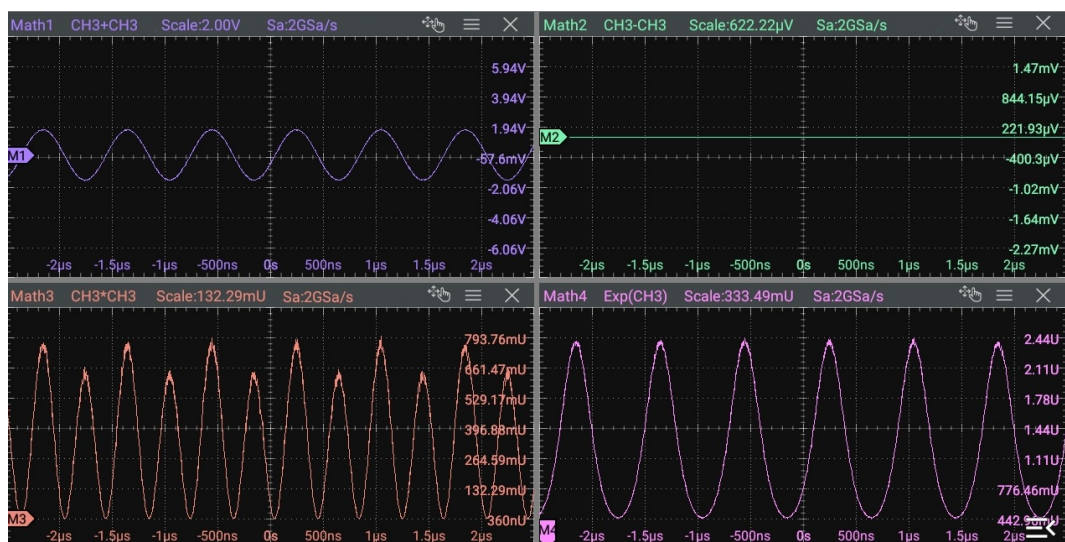 Math1 CH3+CH3 Scale:2.00V Sa:2GSa/s
5.94V
3.94V
1.94V
M1
-57.6mV
-2.06V
-4.06V
-6.06V
-2μs -1.5μs -1μs -500ns 0s 500ns 1μs 1.5μs 2μs
Math2 CH3-CH3 Scale:622.22μV Sa:2GSa/s
1.47mV
844.15μV
221.93μV
M2
-400.3μV
-1.02mV
-1.64mV
-2.27mV
-2μs -1.5μs -1μs -500ns 0s 500ns 1μs 1.5μs 2μs
Math3 CH3*CH3 Scale:132.29mU Sa:2GSa/s
793.76mU
661.47mU
529.17mU
396.88mU
264.59mU
132.29mU
M3
360nU
-2μs -1.5μs -1μs -500ns 0s 500ns 1μs 1.5μs 2μs
Math4 Exp(CH3) Scale:333.49mU Sa:2GSa/s
2.44U
2.11U
1.78U
1.44U
1.11U
776.46mU
M4
-2μs -1.5μs -1μs -500ns 0s 500ns 1μs 1.5μs 2μs